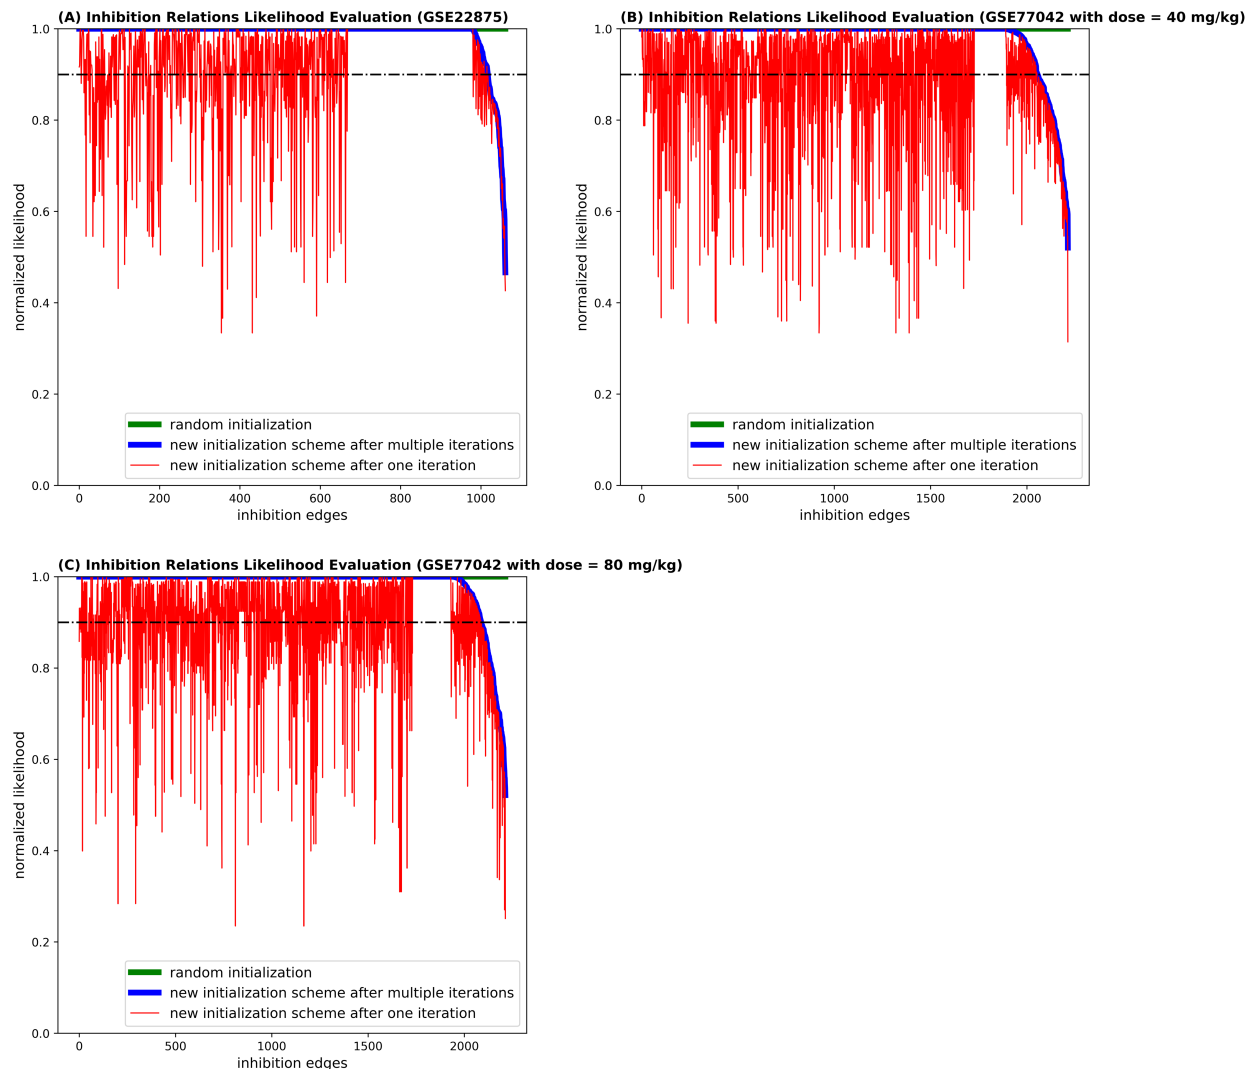 (A) Inhibition Relations Likelihood Evaluation (GSE22875)
1.0
0.8
0.6
0.4
0.2
0.0
normalized likelihood
0 200 400 600 800 1000
inhibition edges
random initialization
new initialization scheme after multiple iterations
new initialization scheme after one iteration
(B) Inhibition Relations Likelihood Evaluation (GSE77042 with dose = 40 mg/kg)
1.0
0.8
0.6
0.4
0.2
0.0
normalized likelihood
0 500 1000 1500 2000
inhibition edges
random initialization
new initialization scheme after multiple iterations
new initialization scheme after one iteration
(C) Inhibition Relations Likelihood Evaluation (GSE77042 with dose = 80 mg/kg)
1.0
0.8
0.6
0.4
0.2
0.0
normalized likelihood
0 500 1000 1500 2000
inhibition edges
random initialization
new initialization scheme after multiple iterations
new initialization scheme after one iteration